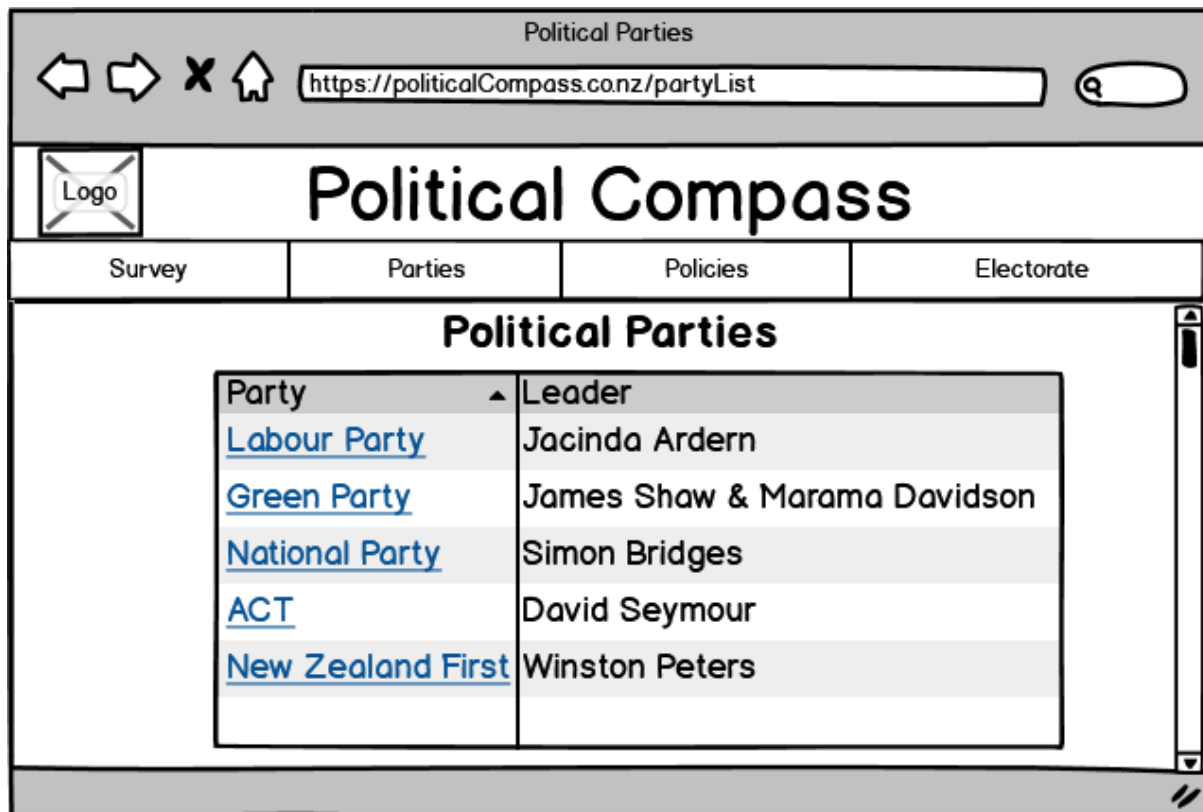 Political Parties
https://politicalCompass.co.nz/partyList
Logo
Political Compass
Survey Parties Policies Electorate
Political Parties
Party Leader
Labour Party Jacinda Ardern
Green Party James Shaw & Marama Davidson
National Party Simon Bridges
ACT David Seymour
New Zealand First Winston Peters